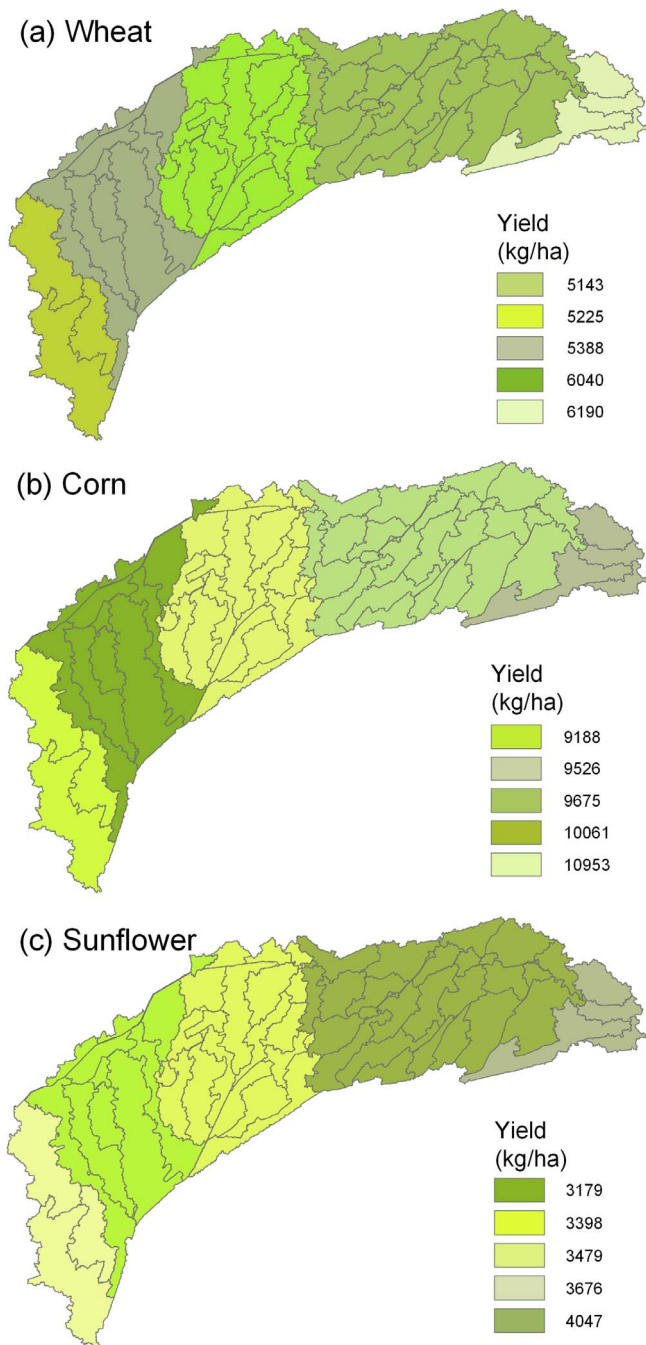 (a) Wheat
Yield
(kg/ha)
5143
5225
5388
6040
6190
(b) Corn
Yield
(kg/ha)
9188
9526
9675
10061
10953
(c) Sunflower
Yield
(kg/ha)
3179
3398
3479
3676
4047